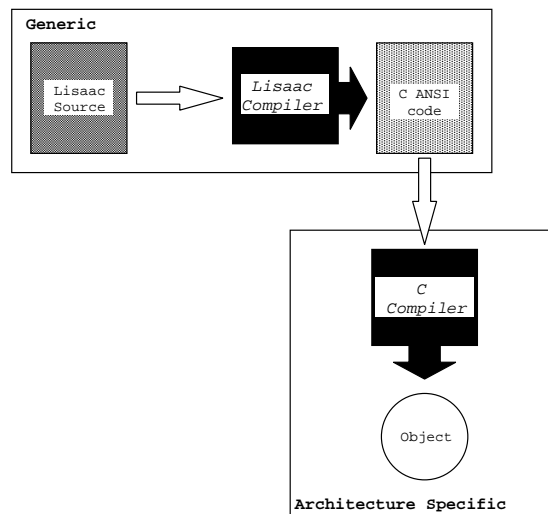 Generic
Lisaac
Source
Lisaac
Compiler
C ANSI
code
C
Compiler
Object
Architecture Specific